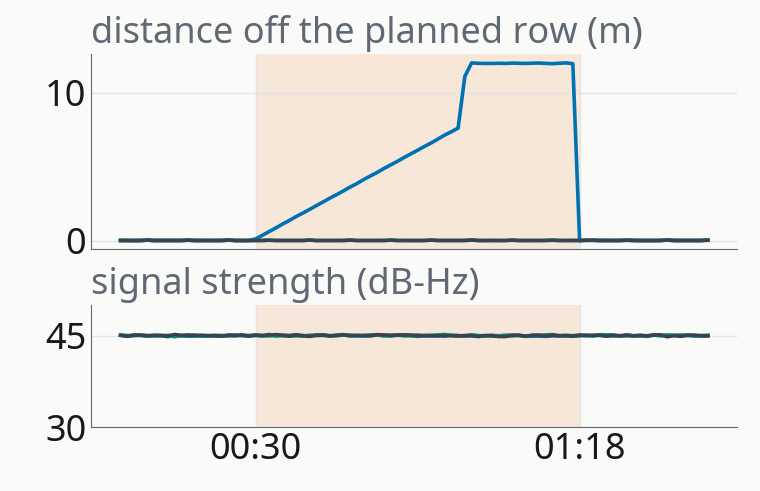 distance off the planned row (m)
10
0
signal strength (dB-Hz)
45
30
00:30 01:18